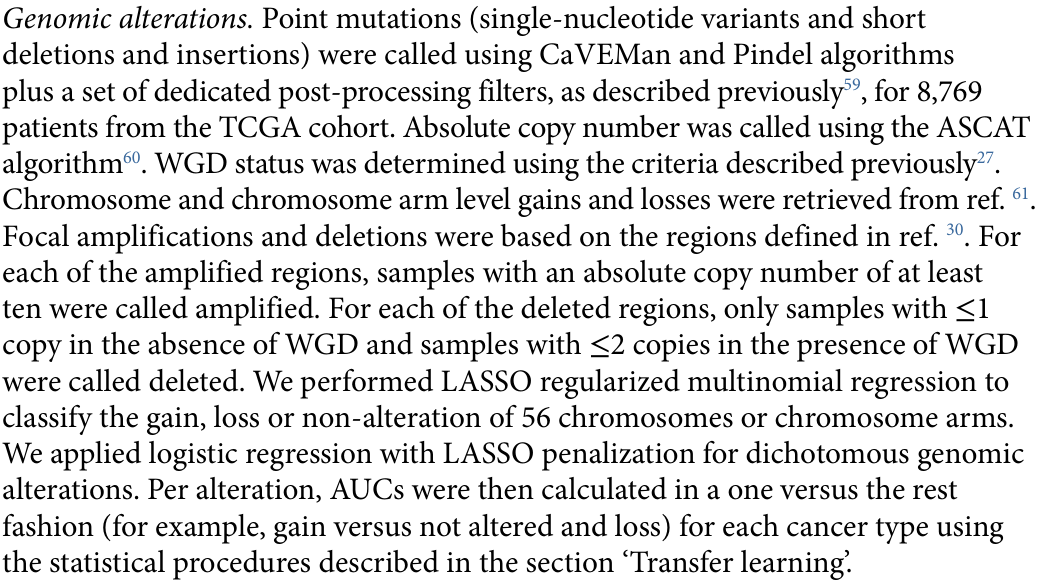 Genomic alterations. Point mutations (single-nucleotide variants and short
deletions and insertions) were called using CaVEMan and Pindel algorithms
plus a set of dedicated post-processing filters, as described previously59, for 8,769
patients from the TCGA cohort. Absolute copy number was called using the ASCAT
algorithm60. WGD status was determined using the criteria described previously27.
Chromosome and chromosome arm level gains and losses were retrieved from ref. 61.
Focal amplifications and deletions were based on the regions defined in ref. 30. For
each of the amplified regions, samples with an absolute copy number of at least
ten were called amplified. For each of the deleted regions, only samples with ≤1
copy in the absence of WGD and samples with ≤2 copies in the presence of WGD
were called deleted. We performed LASSO regularized multinomial regression to
classify the gain, loss or non-alteration of 56 chromosomes or chromosome arms.
We applied logistic regression with LASSO penalization for dichotomous genomic
alterations. Per alteration, AUCs were then calculated in a one versus the rest
fashion (for example, gain versus not altered and loss) for each cancer type using
the statistical procedures described in the section ‘Transfer learning’.